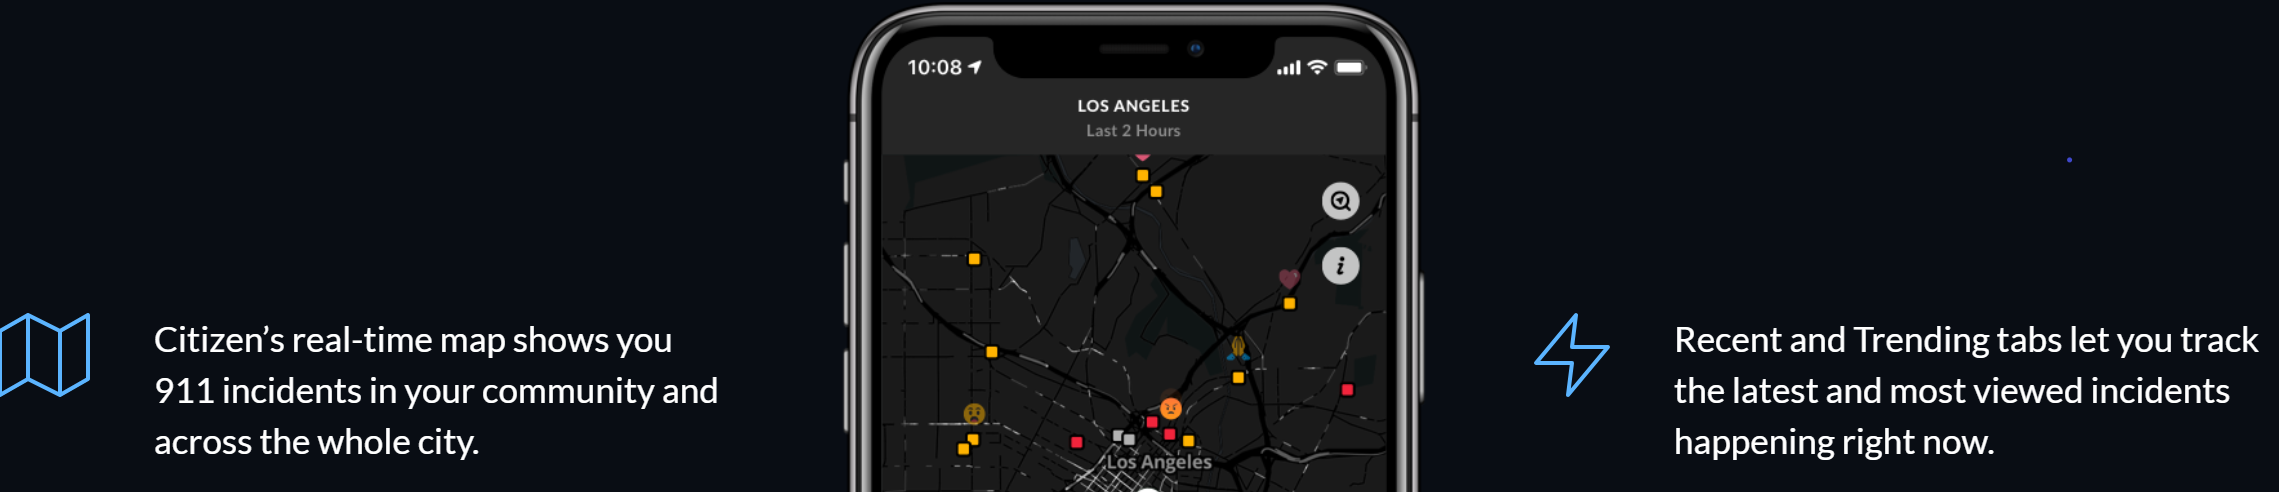 10:08
LOS ANGELES
Last 2 Hours
Citizen’s real-time map shows you
911 incidents in your community and
across the whole city.
Los Angeles
Recent and Trending tabs let you track
the latest and most viewed incidents
happening right now.